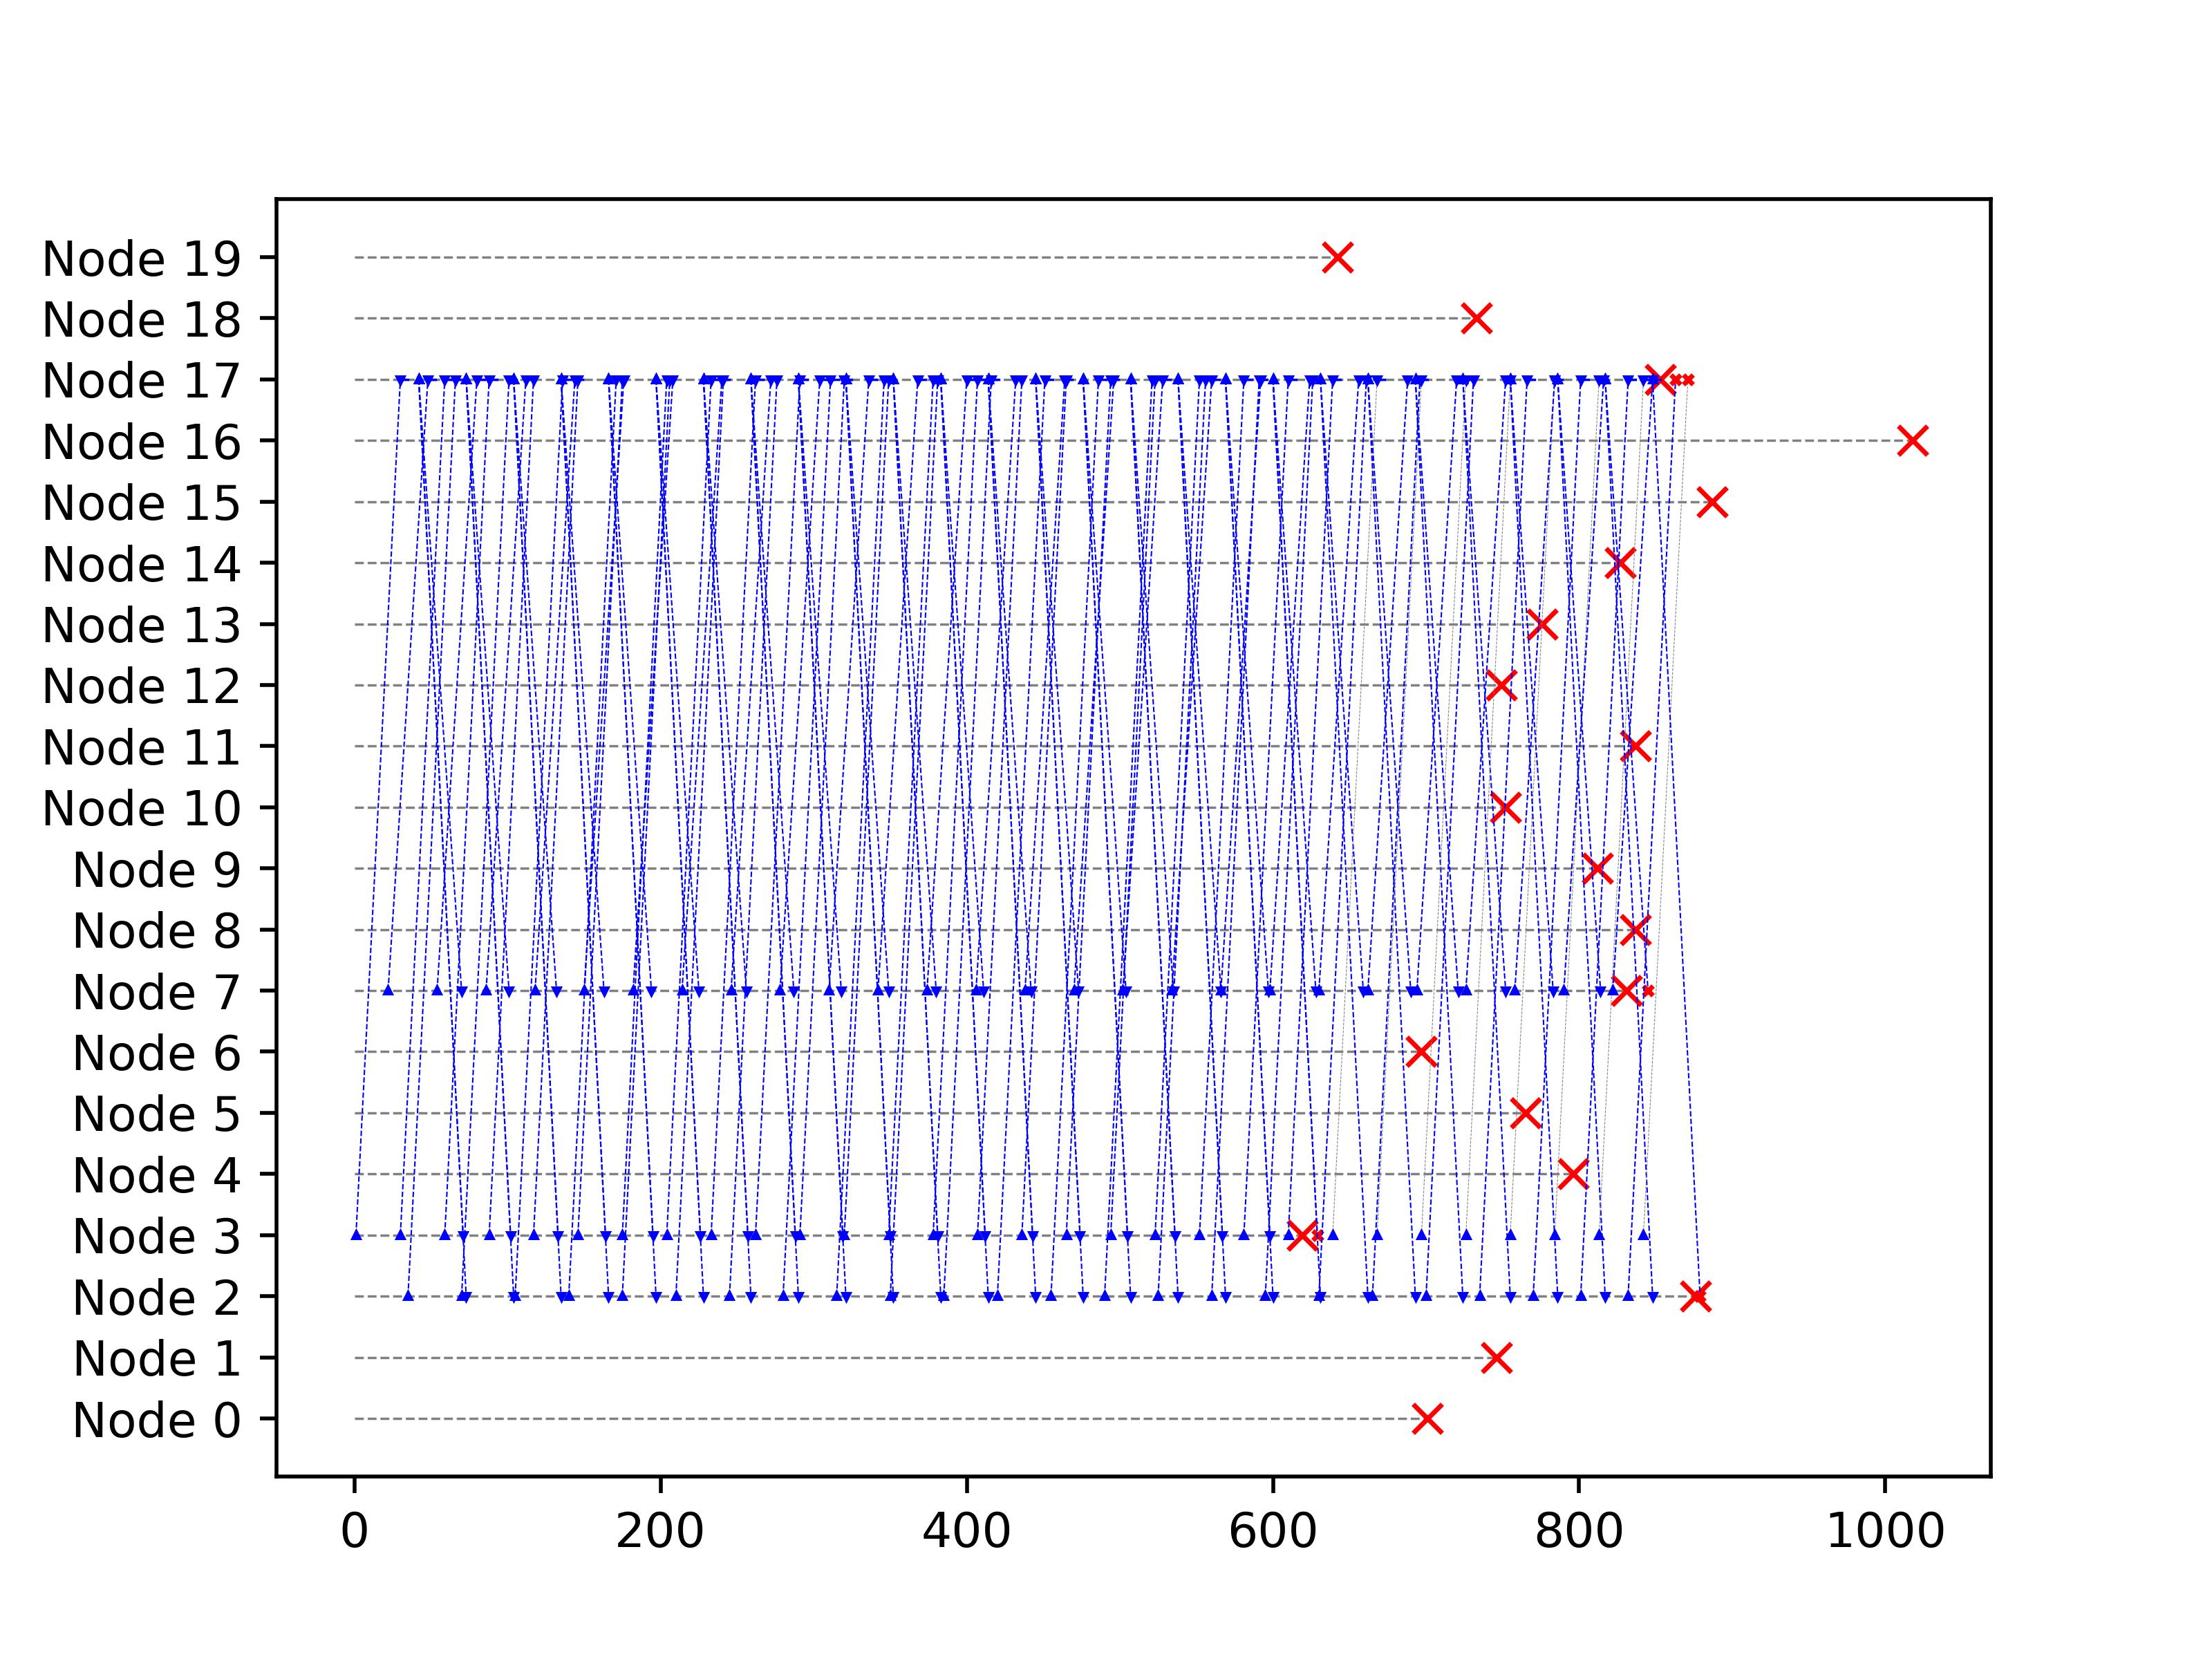 Node 19
Node 18
Node 17
Node 16
Node 15
Node 14
Node 13
Node 12
Node 11
Node 10
Node 9
Node 8
Node 7
Node 6
Node 5
Node 4
Node 3
Node 2
Node 1
Node 0
0 200 400 600 800 1000